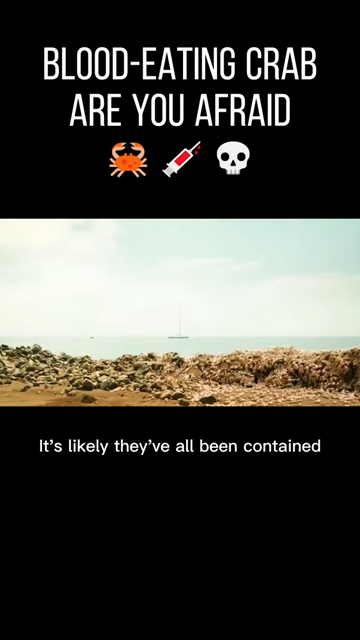 BLOOD-EATING CRAB
ARE YOU AFRAID
It's likely they've all been contained